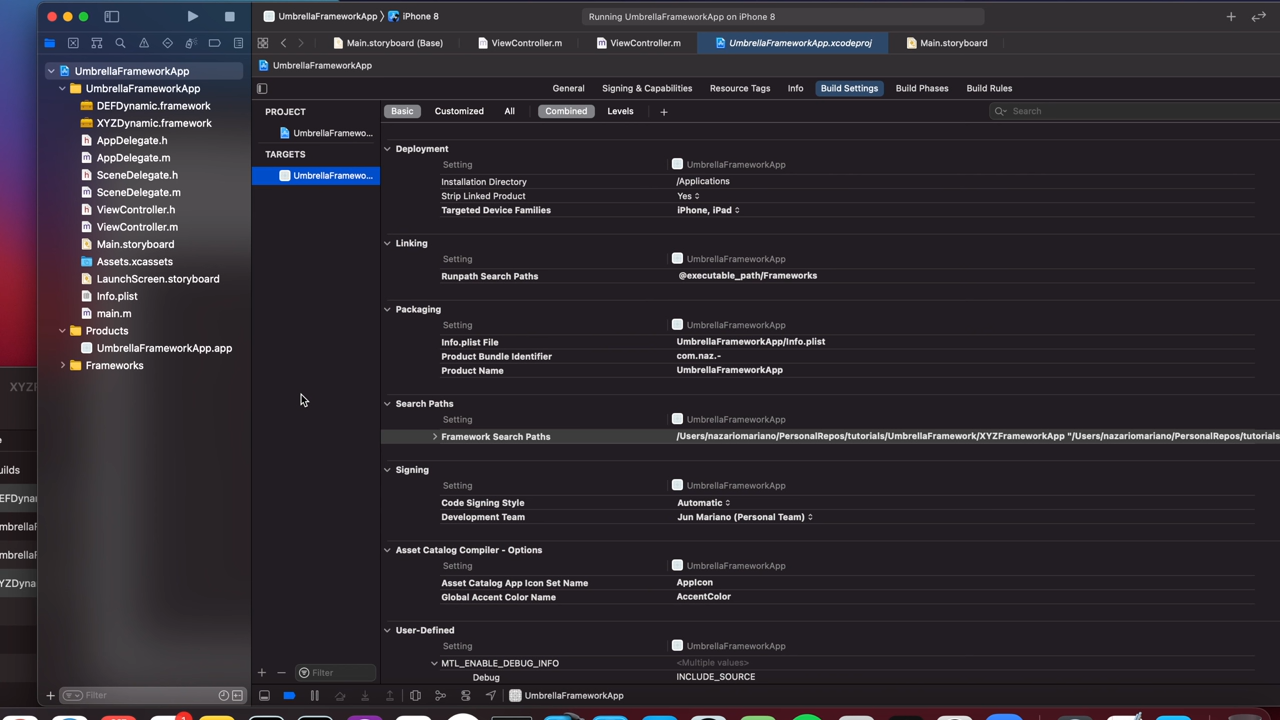 UmbrellaFrameworkApp 〉 iPhone 8
Running UmbrellaFrameworkApp on iPhone 8
Main.storyboard (Base)
ViewController.m
ViewController.m
UmbrellaFrameworkApp.xcodeproj
Main.storyboard
UmbrellaFrameworkApp
UmbrellaFrameworkApp
UmbrellaFrameworkApp
DEFDynamic.framework
XYZDynamic.framework
AppDelegate.h
AppDelegate.m
SceneDelegate.h
SceneDelegate.m
ViewController.h
ViewController.m
Main.storyboard
Assets.xcassets
LaunchScreen.storyboard
Info.plist
main.m
Products
UmbrellaFrameworkApp.app
Frameworks
Filter
General Signing & Capabilities Resource Tags Info Build Settings Build Phases Build Rules
PROJECT
UmbrellaFramewo...
TARGETS
UmbrellaFramewo...
Filter
Basic Customized All Combined Levels + Search
Deployment
Setting UmbrellaFrameworkApp
Installation Directory /Applications
Strip Linked Product Yes
Targeted Device Families iPhone, iPad
Linking
Setting UmbrellaFrameworkApp
Runpath Search Paths @executable_path/Frameworks
Packaging
Setting UmbrellaFrameworkApp
Info.plist File UmbrellaFrameworkApp/Info.plist
Product Bundle Identifier com.naz.-
Product Name UmbrellaFrameworkApp
Search Paths
Setting UmbrellaFrameworkApp
Framework Search Paths /Users/nazariomariano/PersonalRepos/tutorials/UmbrellaFramework/XYZFrameworkApp "/Users/nazariomariano/PersonalRepos/tutorials
Signing
Setting UmbrellaFrameworkApp
Code Signing Style Automatic
Development Team Jun Mariano (Personal Team)
Asset Catalog Compiler - Options
Setting UmbrellaFrameworkApp
Asset Catalog App Icon Set Name AppIcon
Global Accent Color Name AccentColor
User-Defined
Setting UmbrellaFrameworkApp
MTL_ENABLE_DEBUG_INFO <Multiple values>
Debug INCLUDE_SOURCE
UmbrellaFrameworkApp